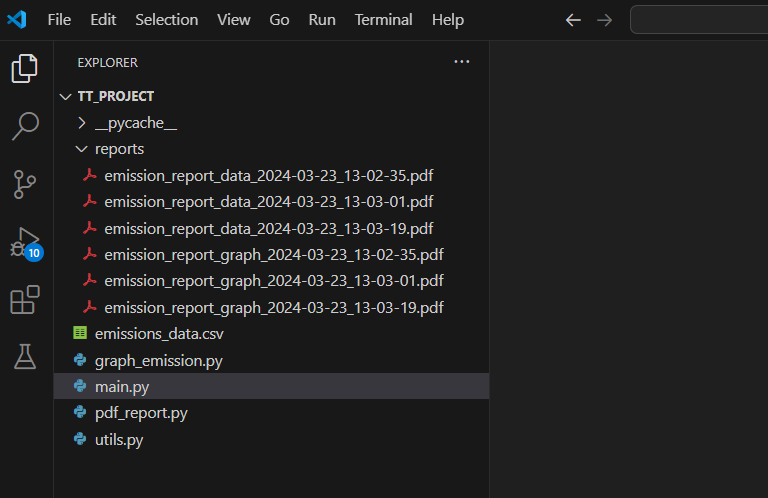 File Edit Selection View Go Run Terminal Help
EXPLORER ...
TT_PROJECT
__pycache__
reports
emission_report_data_2024-03-23_13-02-35.pdf
emission_report_data_2024-03-23_13-03-01.pdf
emission_report_data_2024-03-23_13-03-19.pdf
emission_report_graph_2024-03-23_13-02-35.pdf
emission_report_graph_2024-03-23_13-03-01.pdf
emission_report_graph_2024-03-23_13-03-19.pdf
emissions_data.csv
graph_emission.py
main.py
pdf_report.py
utils.py
10